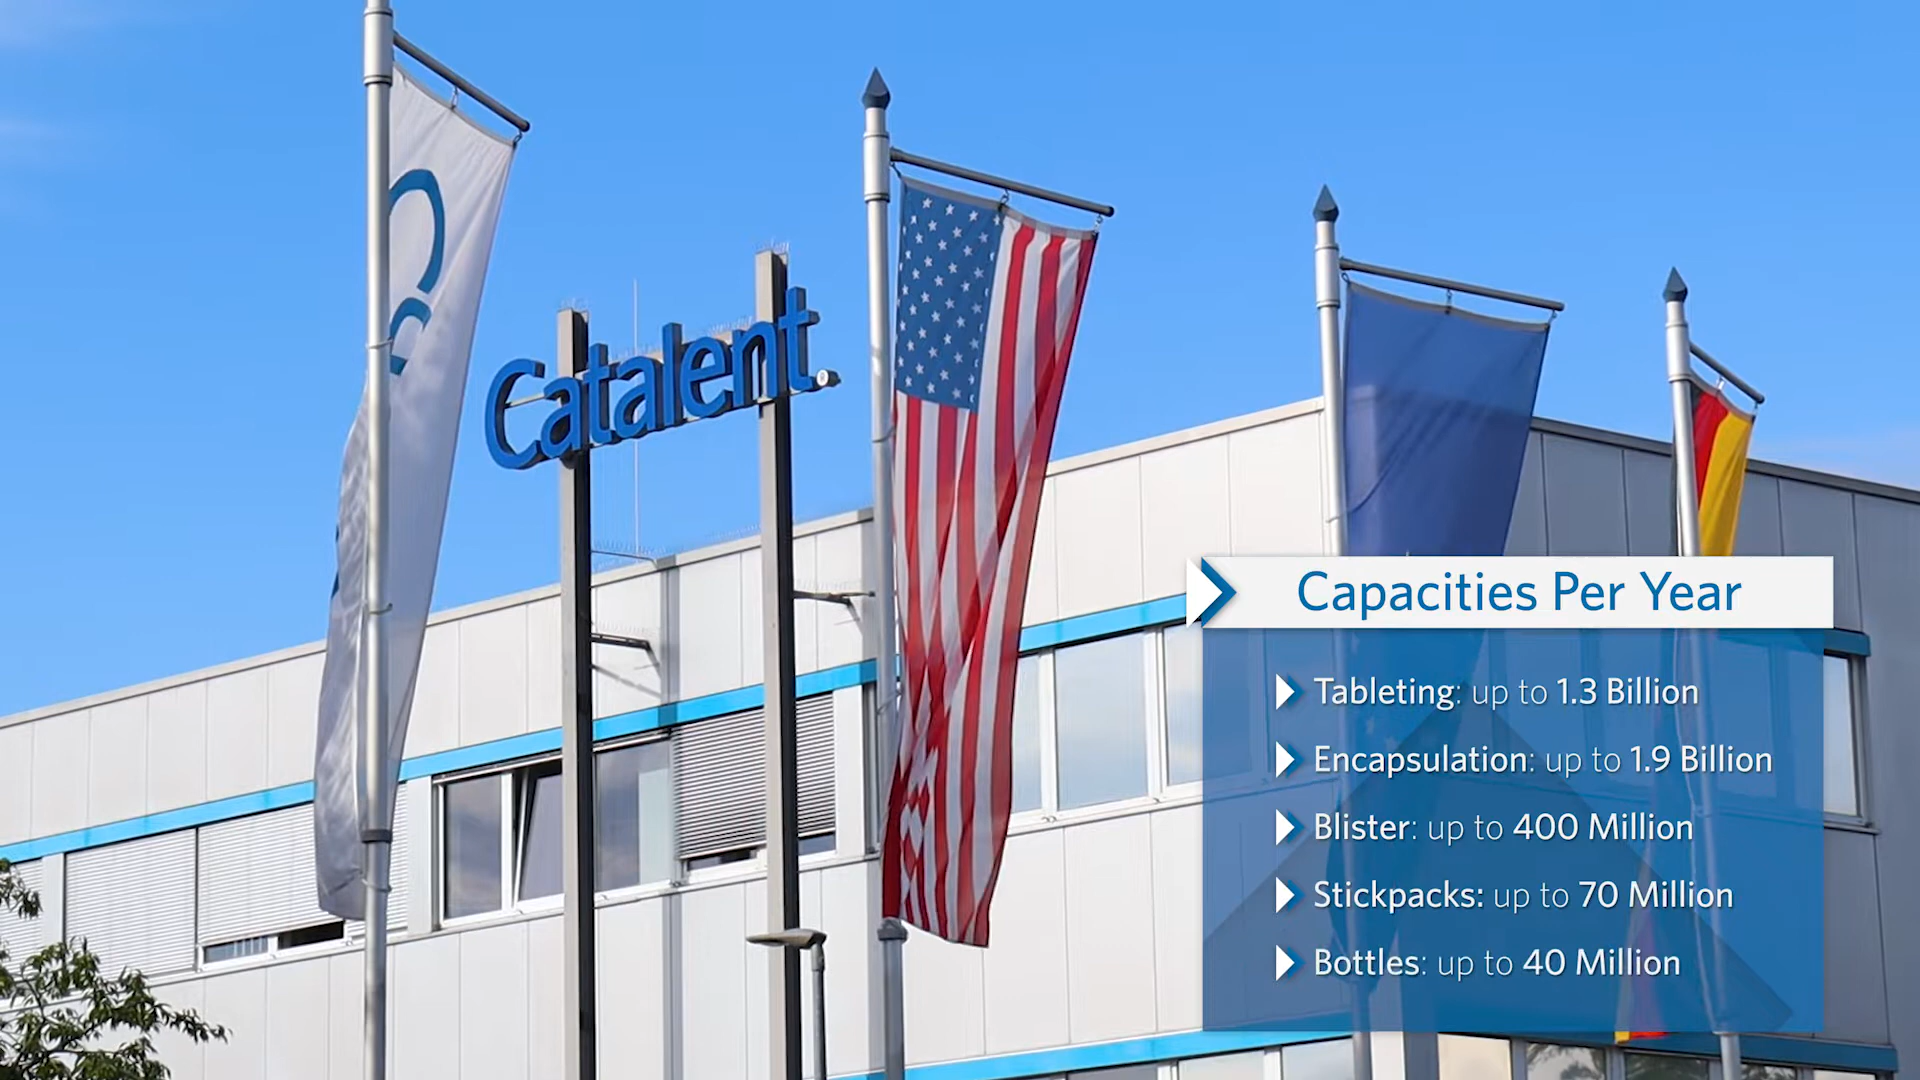 Catalent®
Capacities Per Year
Tableting: up to 1.3 Billion
Encapsulation: up to 1.9 Billion
Blister: up to 400 Million
Stickpacks: up to 70 Million
Bottles: up to 40 Million